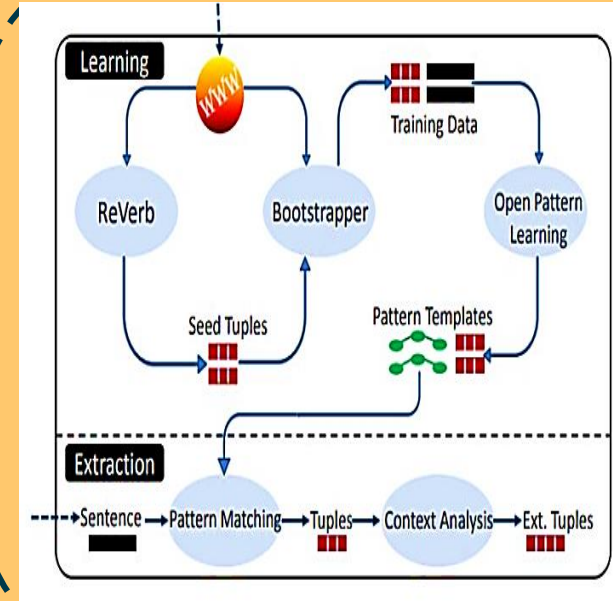 Learning
WWW
Training Data
ReVerb
Bootstrapper
Open Pattern
Learning
Seed Tuples
Pattern Templates
Extraction
Sentence
Pattern Matching
Tuples
Context Analysis
Ext. Tuples